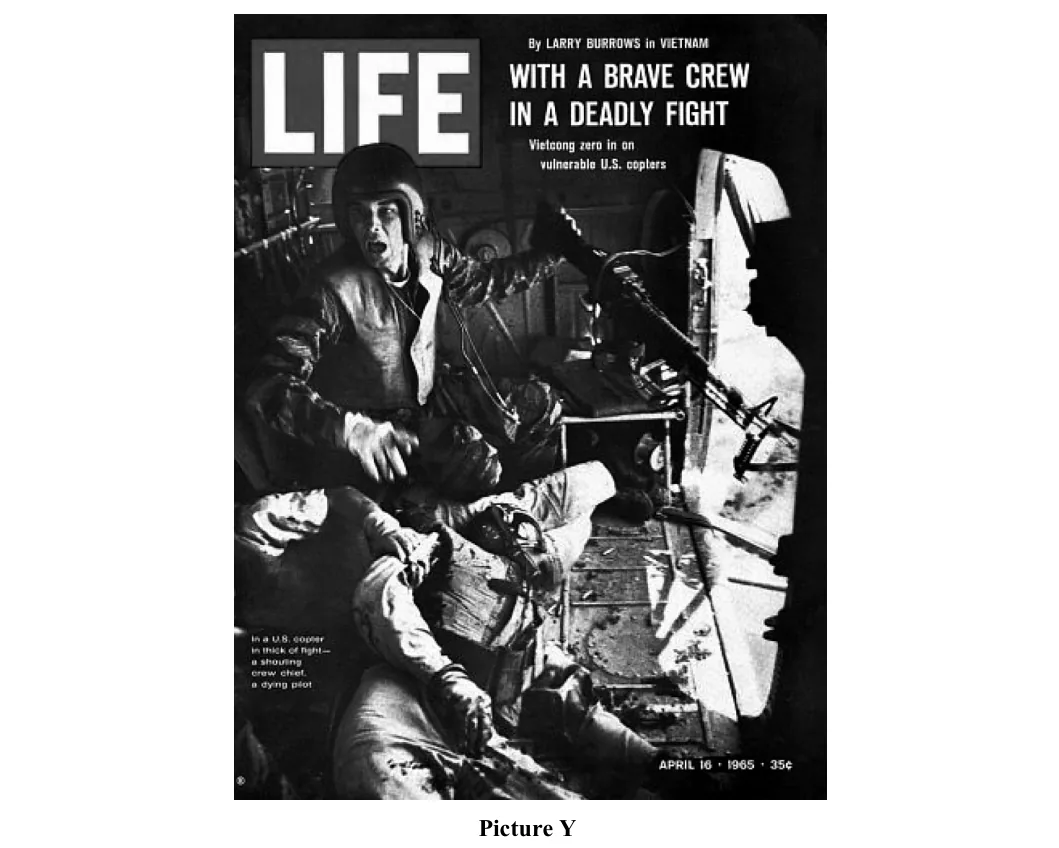 LIFE
By LARRY BURROWS in VIETNAM
WITH A BRAVE CREW
IN A DEADLY FIGHT
Vietcong zero in on
vulnerable U.S. copters
In a U.S. copter
in thick of fight—
a shouting
crew chief,
a dying pilot
APRIL 16 · 1965 · 35¢
®
Picture Y